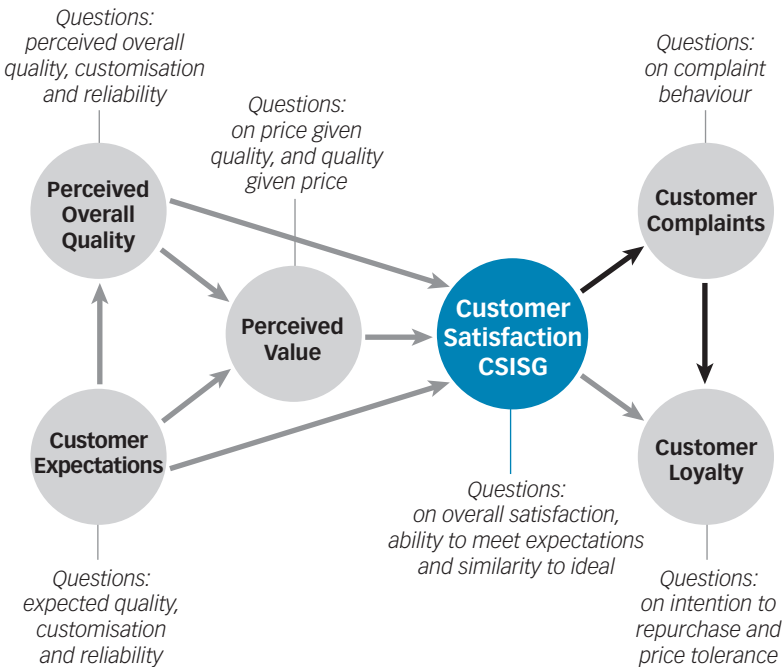 Questions:
perceived overall
quality, customisation
and reliability
Perceived
Overall
Quality
Questions:
on price given
quality, and quality
given price
Perceived
Value
Customer
Expectations
Questions:
expected quality,
customisation
and reliability
Customer
Satisfaction
CSISG
Questions:
on overall satisfaction,
ability to meet expectations
and similarity to ideal
Questions:
on complaint
behaviour
Customer
Complaints
Customer
Loyalty
Questions:
on intention to
repurchase and
price tolerance